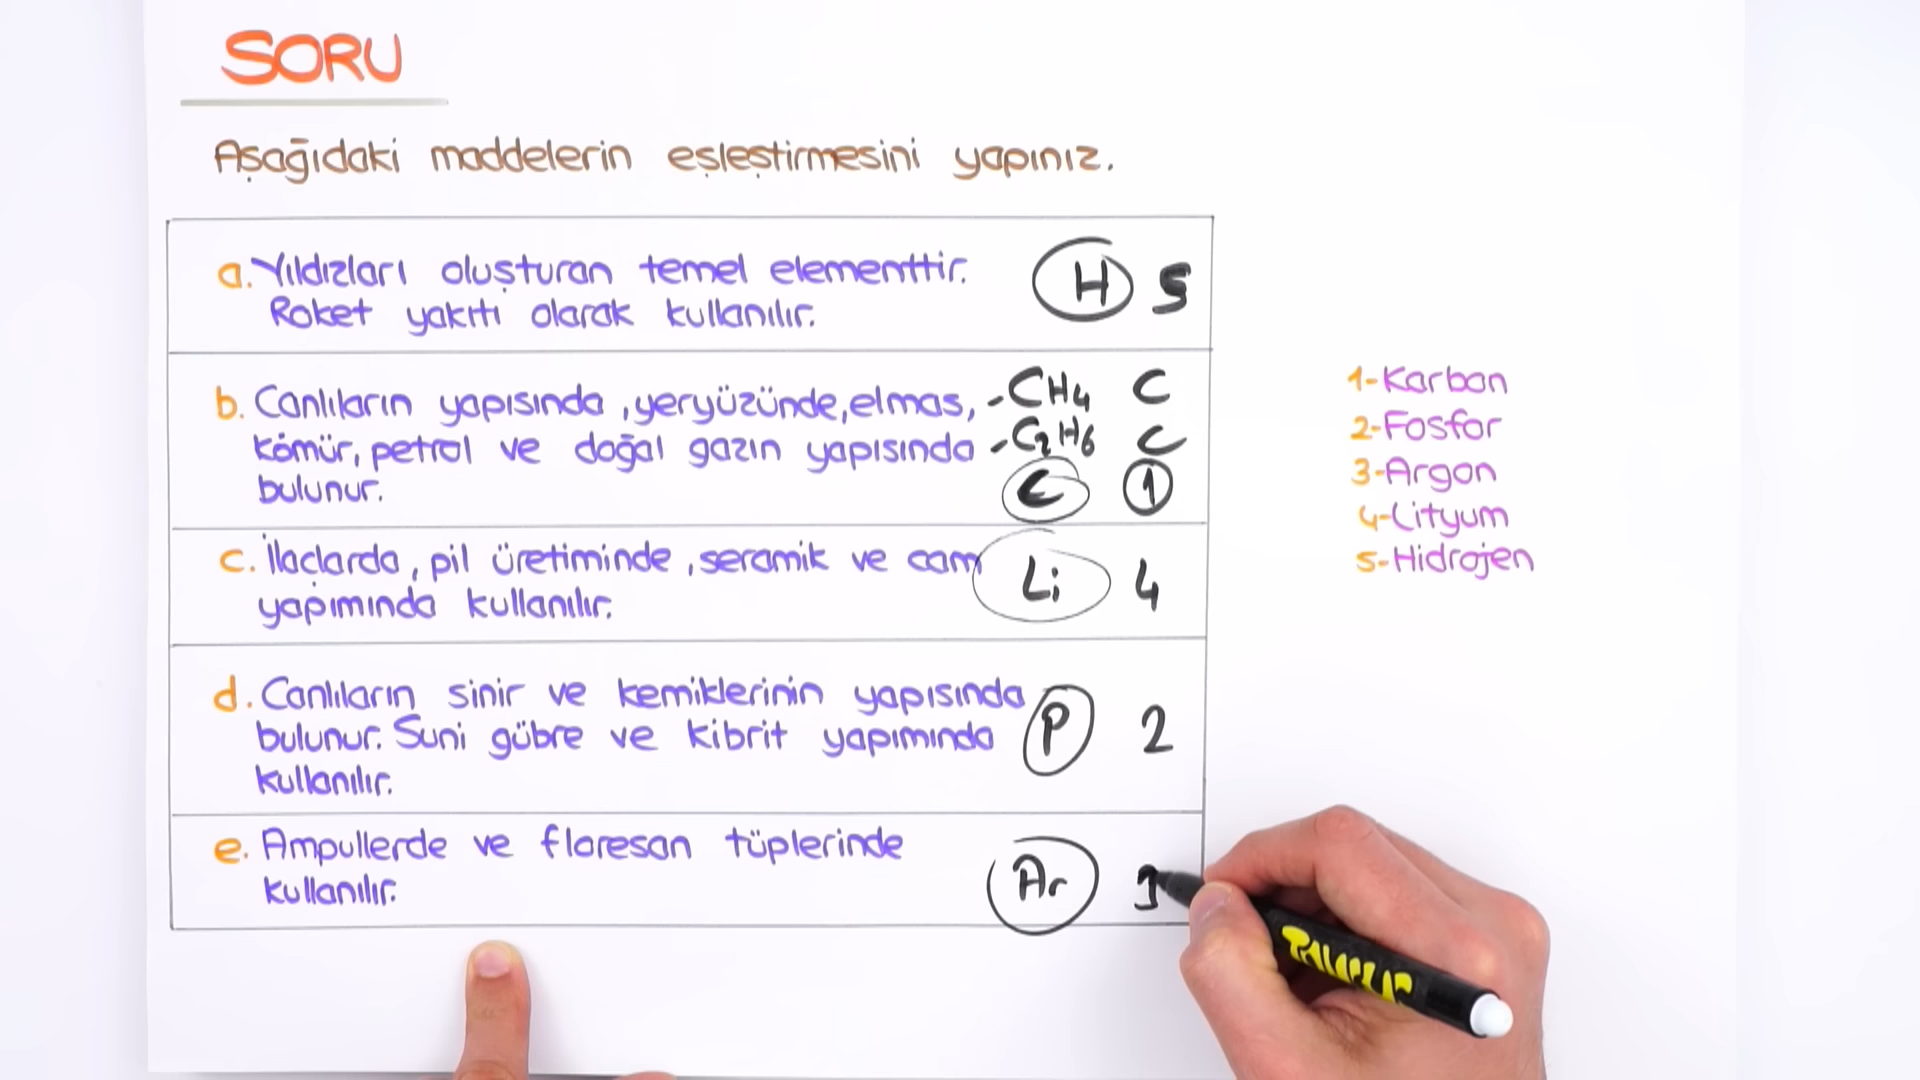 SORU
Aşağıdaki maddelerin eşleştirmesini yapınız.
a. Yıldızları oluşturan temel elementtir. H 5
Roket yakıtı olarak kullanılır.
b. Canlıların yapısında, yeryüzünde, elmas, - CH4 C
kömür, petrol ve doğal gazın yapısında - C2H6 C
bulunur. C 1
c. İlaçlarda, pil üretiminde, seramik ve cam Li 4
yapımında kullanılır.
d. Canlıların sinir ve kemiklerinin yapısında
bulunur. Suni gübre ve kibrit yapımında P 2
kullanılır.
e. Ampullerde ve floresan tüplerinde
kullanılır. Ar
1-Karbon
2-Fosfor
3-Argon
4-Lityum
5-Hidrojen